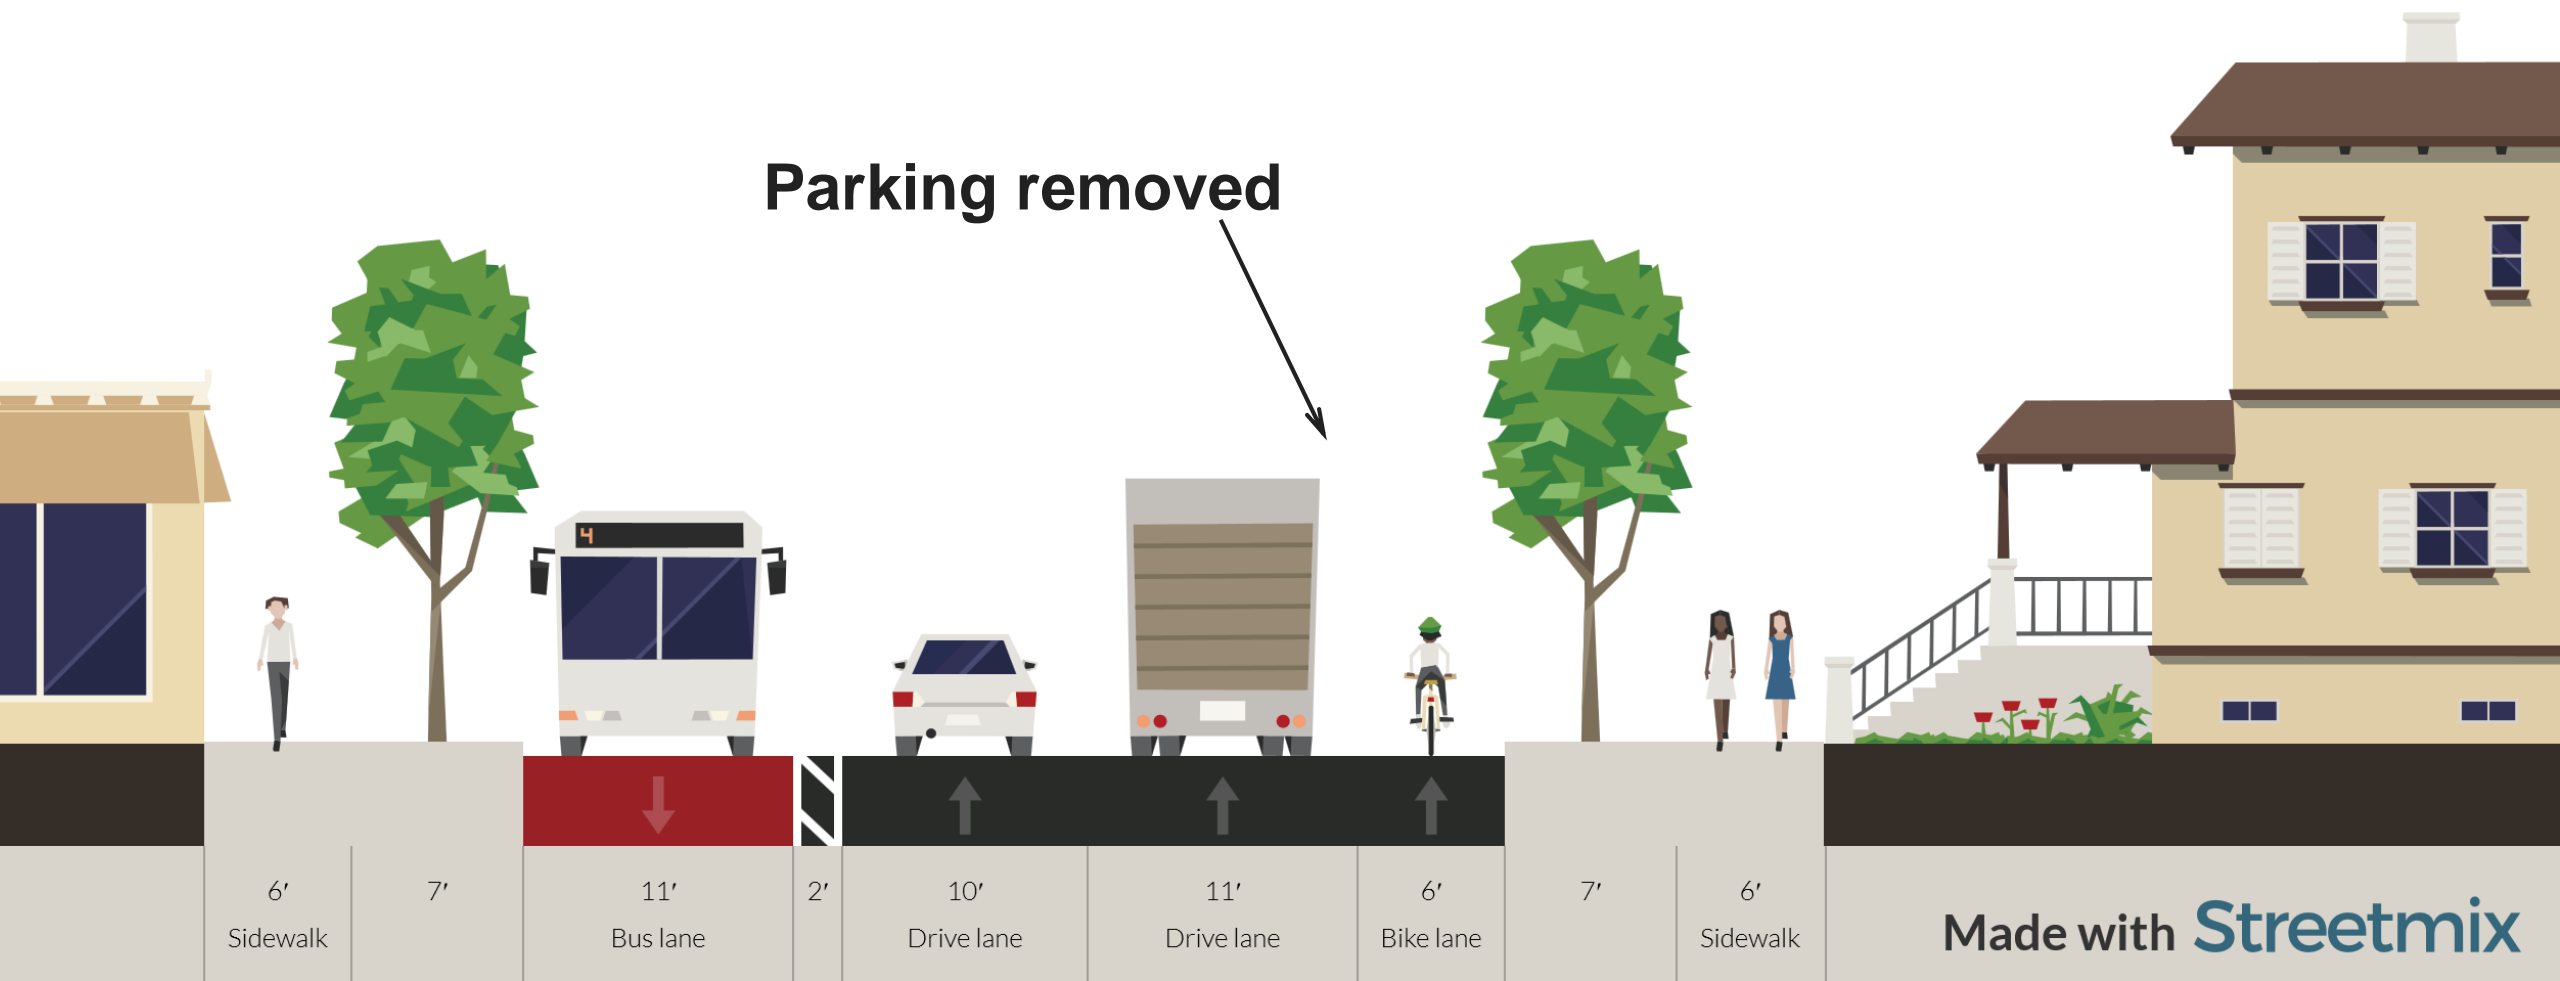 Parking removed
4
6′ 7′ 11′ 2′ 10′ 11′ 6′ 7′ 6′
Sidewalk Bus lane Drive lane Drive lane Bike lane Sidewalk
Made with Streetmix